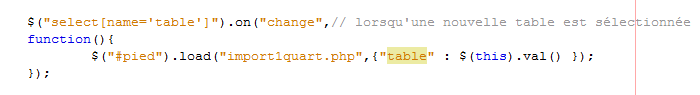 $("select[name='table']").on("change",// lorsqu'une nouvelle table est sélectionnée
function(){
$("#pied").load("import1quart.php",{"table" : $(this).val() });
});